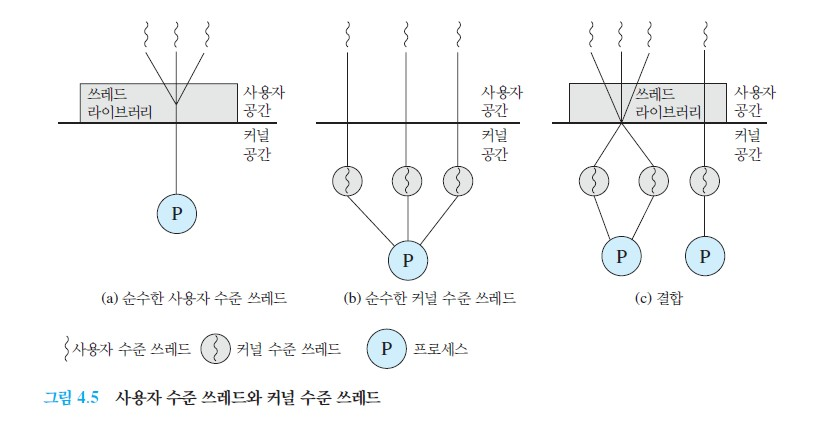 쓰레드
라이브러리
사용자
공간
커널
공간
P
(a) 순수한 사용자 수준 쓰레드
사용자
공간
커널
공간
P
(b) 순수한 커널 수준 쓰레드
쓰레드
라이브러리
사용자
공간
커널
공간
P
P
(c) 결합
사용자 수준 쓰레드 커널 수준 쓰레드 P 프로세스
그림 4.5 사용자 수준 쓰레드와 커널 수준 쓰레드